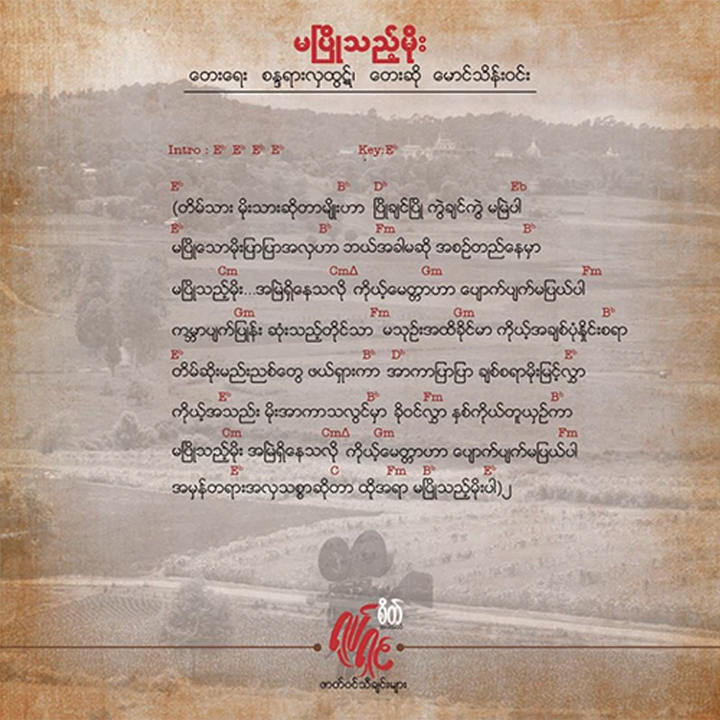 မပြိုသည့်မိုး
တေးရေး စန္ဒရားလှထွဋ်၊ တေးဆို မောင်သိန်းဝင်း
Intro : E♭ E♭ E♭ E♭ Key:E♭
E♭ B♭ D♭ Eb
(တိမ်သား မိုးသားဆိုတာမျိုးဟာ ပြိုချင်ပြို ကွဲချင်ကွဲ မမြဲပါ
E♭ B♭ Fm B♭
မပြိုသောမိုးပြာပြာအလှဟာ ဘယ်အခါမဆို အစဉ်တည်နေမှာ
Cm CmΔ Gm Fm
မပြိုသည့်မိုး...အမြဲရှိနေသလို ကိုယ့်မေတ္တာဟာ ပျောက်ပျက်မပြယ်ပါ
Gm Fm Gm B♭
ကမ္ဘာပျက်ပြုန်း ဆုံးသည့်တိုင်သာ မသုဉ်းအထိခိုင်မာ ကိုယ့်အချစ်ပုံနှိုင်းစရာ
E♭ B♭ D♭ E♭
တိမ်ဆိုးမည်းညစ်တွေ ဖယ်ရှားကာ အာကာပြာပြာ ချစ်စရာမိုးမြင့်လွှာ
E♭ B♭ Fm B♭
ကိုယ့်အသည်း မိုးအာကာသလွင်မှာ ခိုဝင်လွှာ နှစ်ကိုယ်တူယှဉ်ကာ
Cm CmΔ Gm Fm
မပြိုသည့်မိုး အမြဲရှိနေသလို ကိုယ့်မေတ္တာဟာ ပျောက်ပျက်မပြယ်ပါ
E♭ C Fm B♭ E♭
အမှန်တရားအလှသစ္စာဆိုတာ ထိုအရာ မပြိုသည့်မိုးပါ)၂
စိတ်
ဇာတ်ဝင်သီချင်းများ